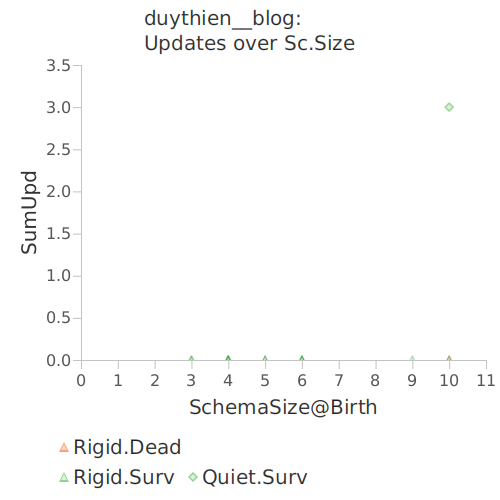 duythien__blog:
Updates over Sc.Size
3.5
3.0
2.5
2.0
1.5
1.0
0.5
0.0
SumUpd
0 1 2 3 4 5 6 7 8 9 10 11
SchemaSize@Birth
Rigid.Dead
Rigid.Surv Quiet.Surv